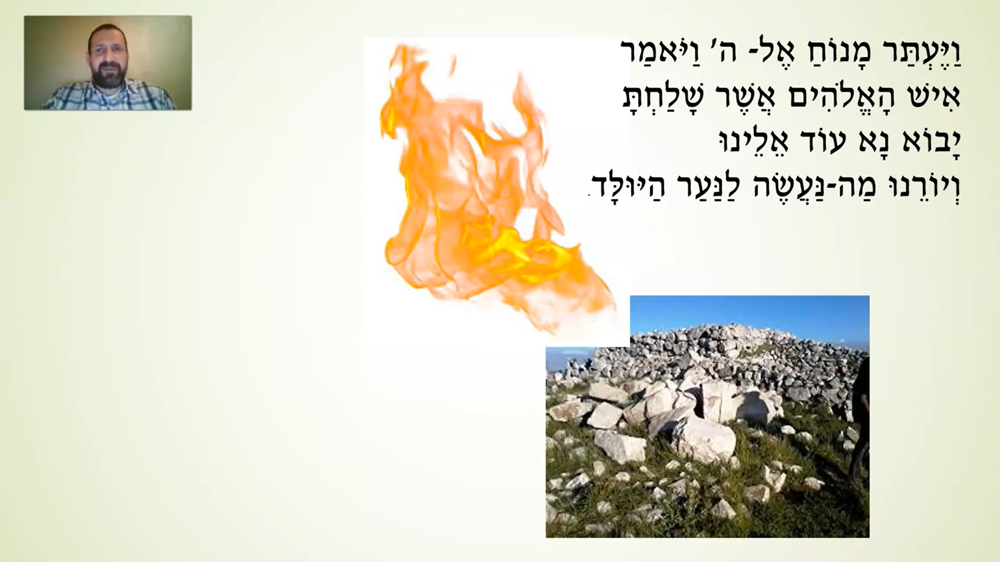 וַיֶּעְתַּר מָנוֹחַ אֶל- ה' וַיֹּאמַר
אִישׁ הָאֱלֹהִים אֲשֶׁר שָׁלַחְתָּ
יָבוֹא נָא עוֹד אֵלֵינוּ
וְיוֹרֵנוּ מַה-נַּעֲשֶׂה לַנַּעַר הַיּוּלָּד.